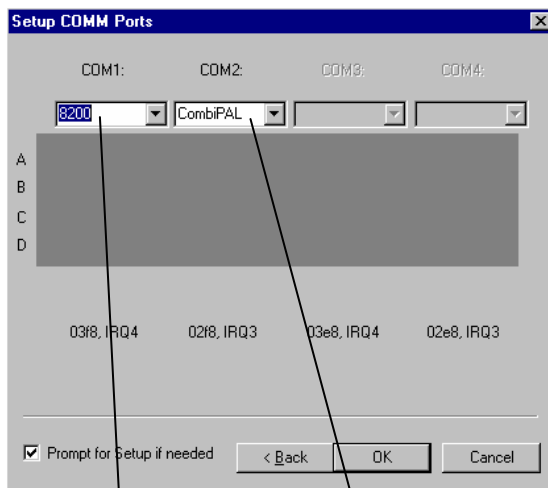 Setup COMM Ports
COM1: COM2: COM3: COM4:
8200 CombiPAL
A
B
C
D
03f8, IRQ4 02f8, IRQ3 03e8, IRQ4 02e8, IRQ3
Prompt for Setup if needed < Back OK Cancel